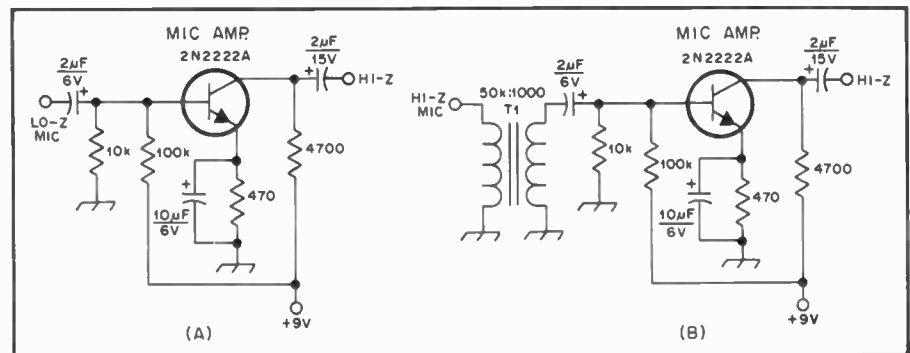 MIC AMP.
2N2222A
2µF
6V
+
LO-Z
MIC
10k
100k
+
10µF
6V
470
4700
2µF
15V
+
HI-Z
+9V
(A)
MIC AMP.
2N2222A
HI-Z
MIC
50k:1000
T1
2µF
6V
+
10k
100k
+
10µF
6V
470
4700
2µF
15V
+
HI-Z
+9V
(B)